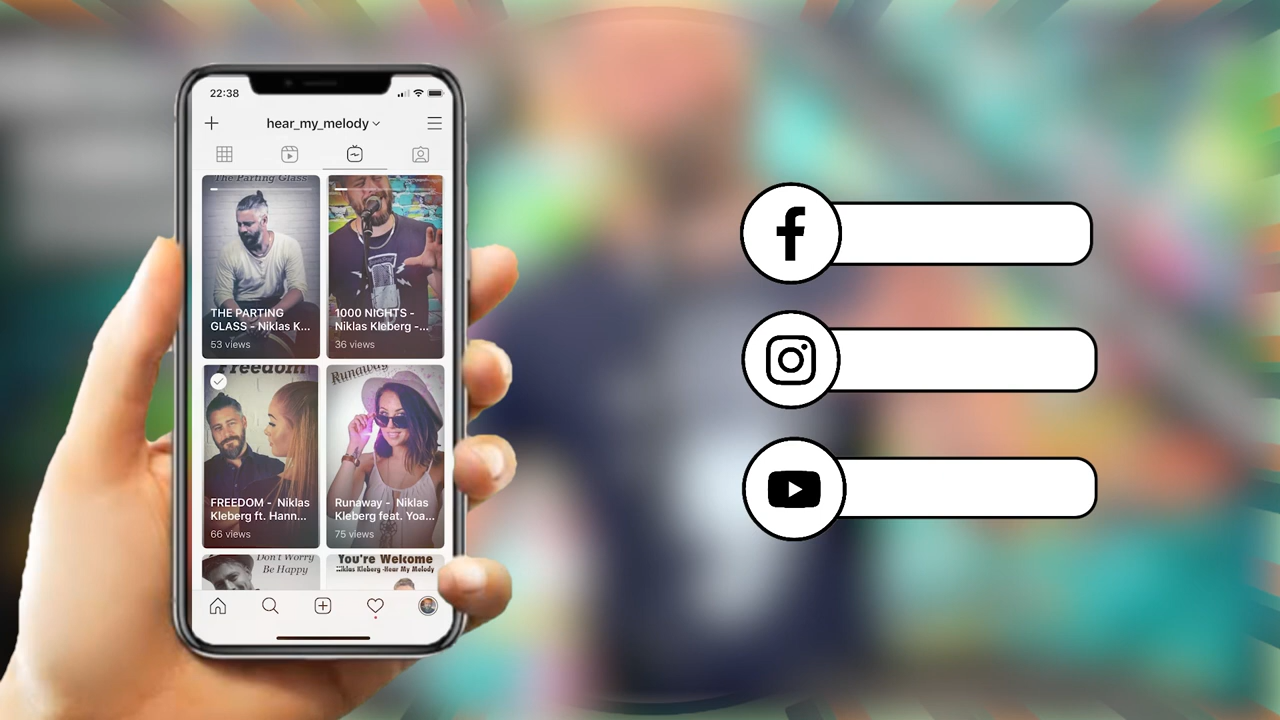 22:38
hear_my_melody
The Parting Glass
THE PARTING
GLASS - Niklas K...
53 views
1000 NIGHTS -
Niklas Kleberg -...
36 views
Freedom
FREEDOM - Niklas
Kleberg ft. Hann...
66 views
Runaway
Runaway - Niklas
Kleberg feat. Yoa...
75 views
Don't Worry
Be Happy
You're Welcome
Niklas Kleberg -Hear My Melody